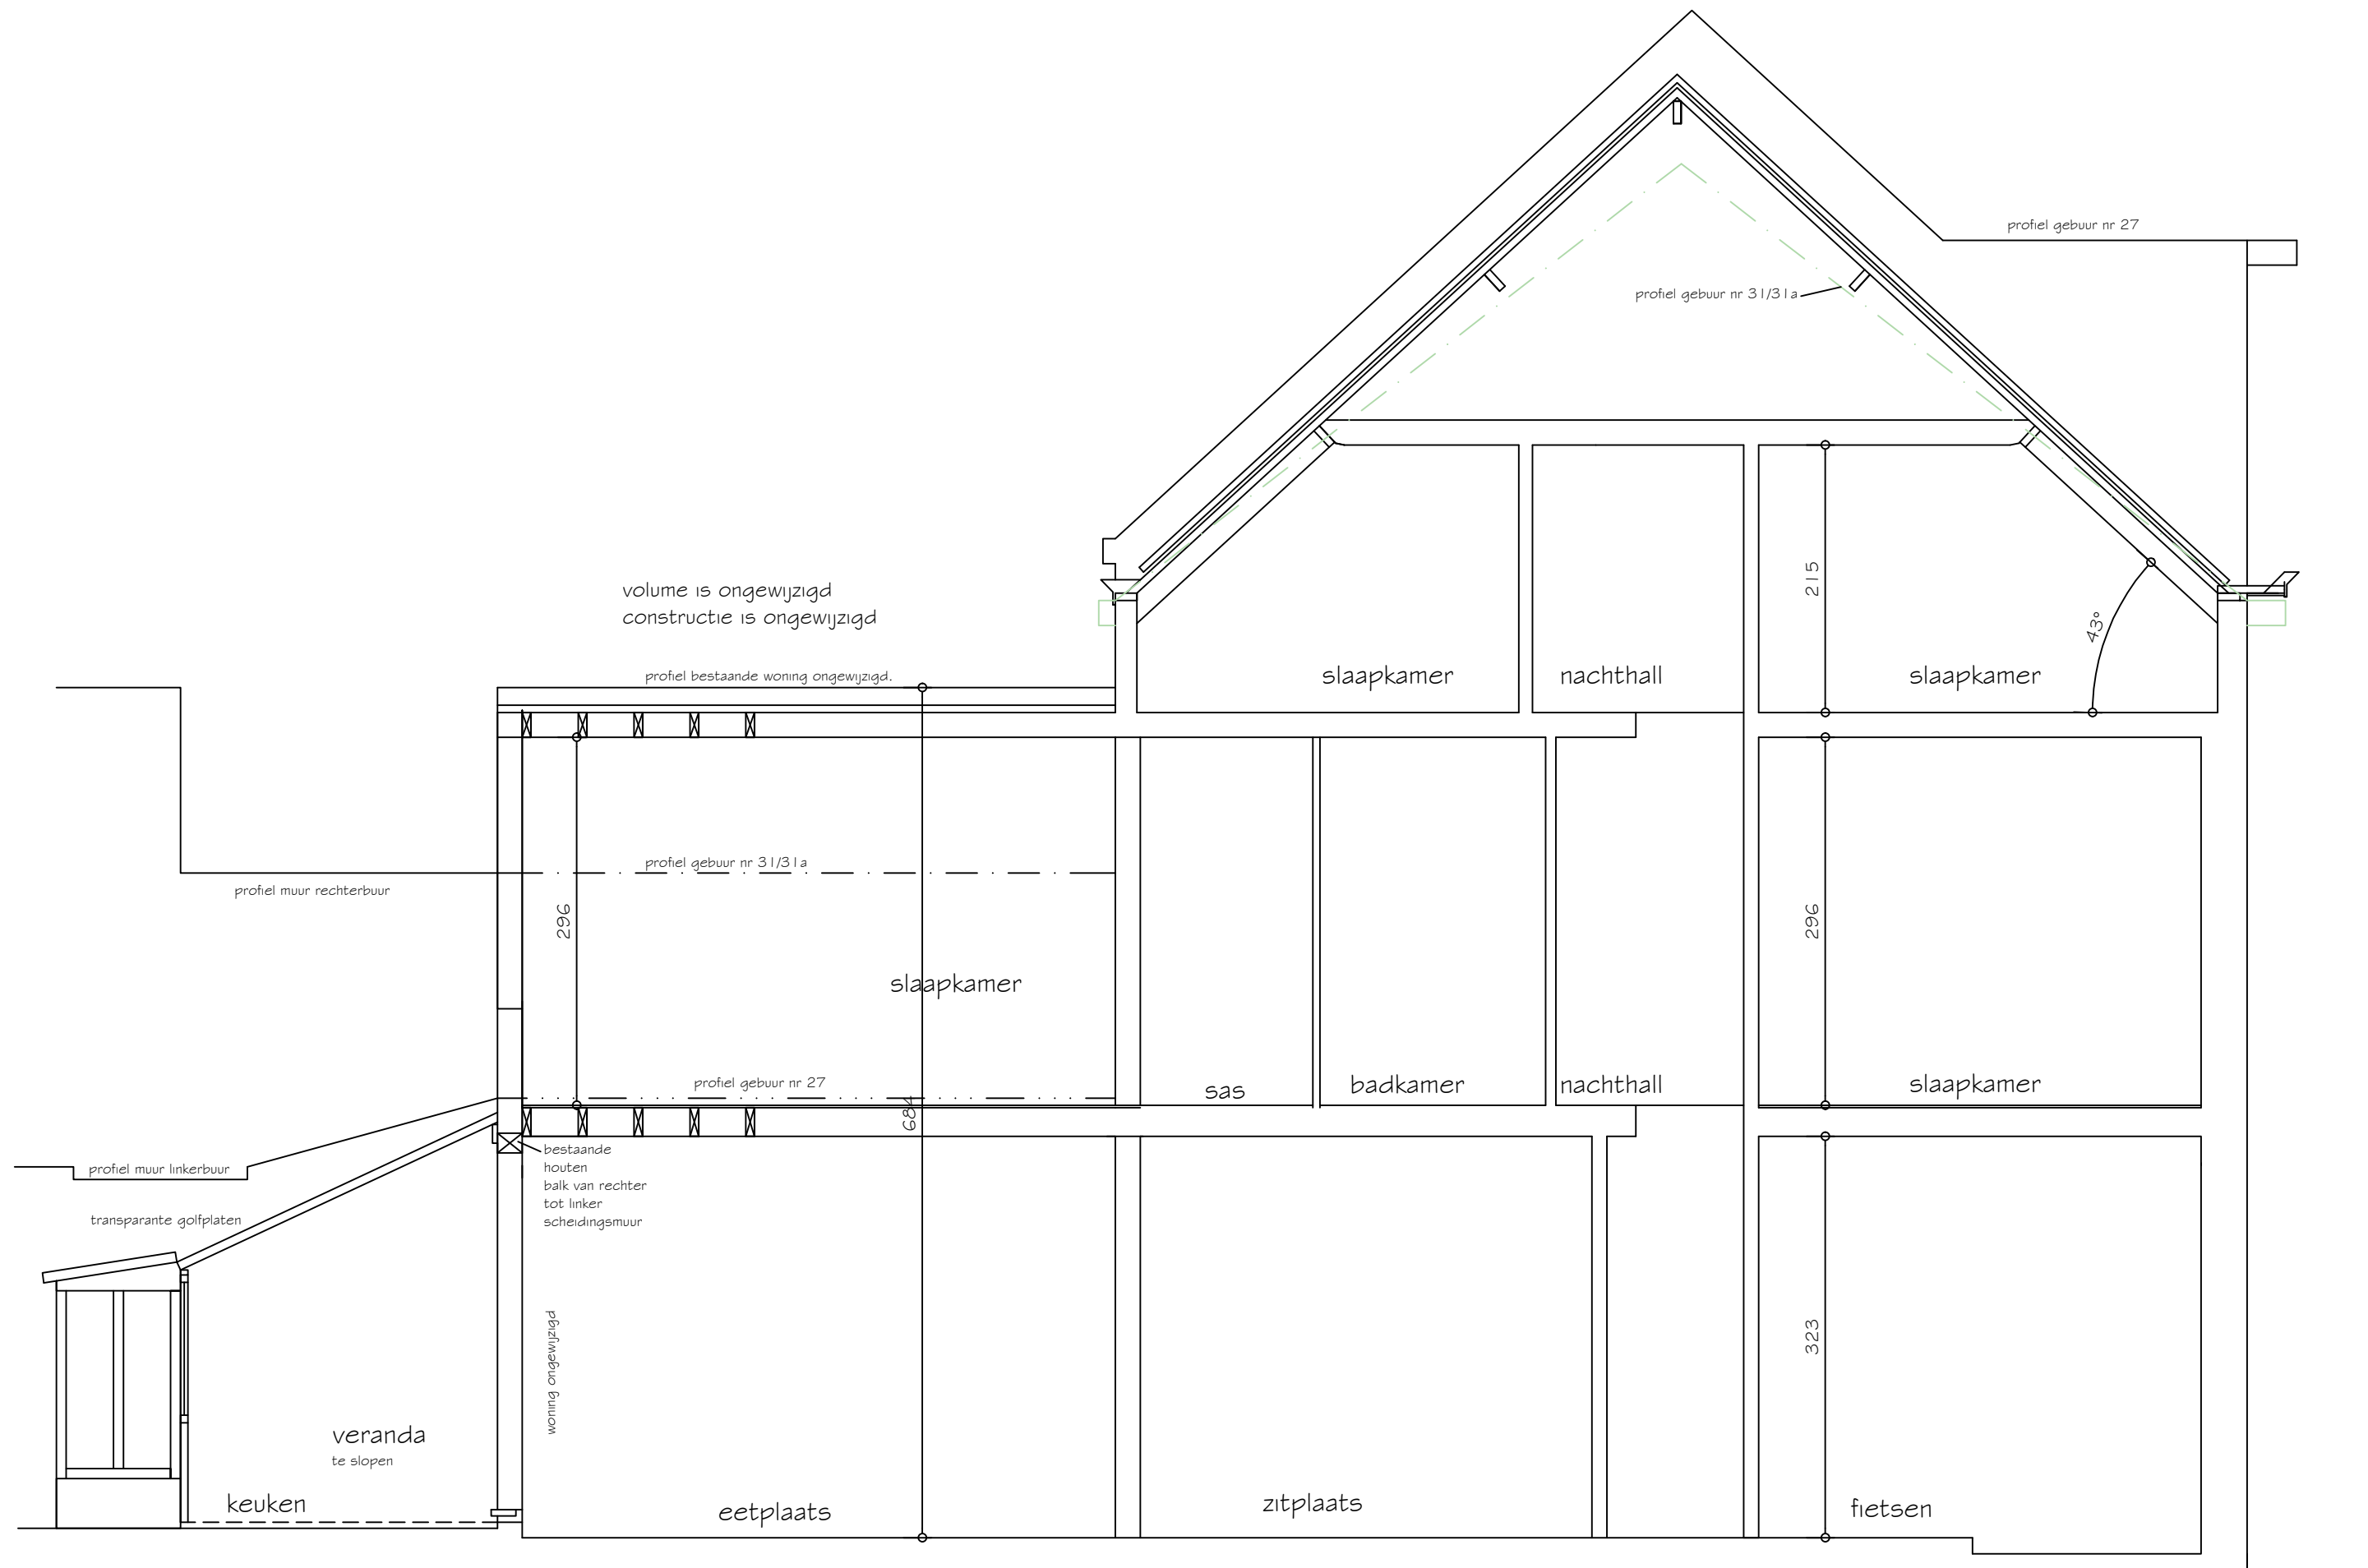 profiel gebuur nr 27
profiel gebuur nr 31/31a
volume is ongewijzigd
constructie is ongewijzigd
215
43°
profiel bestaande woning ongewijzigd.
slaapkamer
nachthall
slaapkamer
profiel gebuur nr 31/31a
profiel muur rechterbuur
296
296
slaapkamer
profiel gebuur nr 27
sas
badkamer
nachthall
slaapkamer
684
bestaande
houten
balk van rechter
tot linker
scheidingsmuur
profiel muur linkerbuur
transparante golfplaten
woning ongewijzigd
323
veranda
te slopen
keuken
eetplaats
zitplaats
fietsen